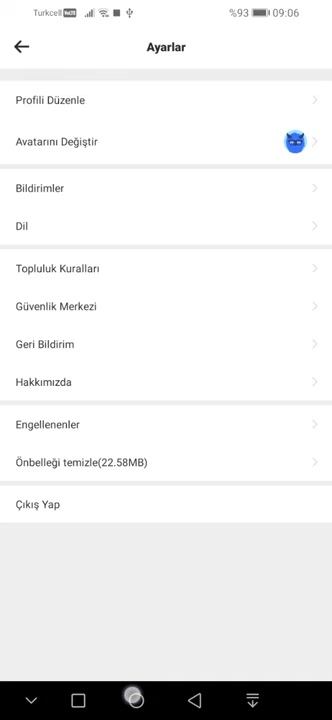 Turkcell VoLTE %93 09:06
Ayarlar
Profili Düzenle
Avatarını Değiştir
Bildirimler
Dil
Topluluk Kuralları
Güvenlik Merkezi
Geri Bildirim
Hakkımızda
Engellenenler
Önbelleği temizle(22.58MB)
Çıkış Yap